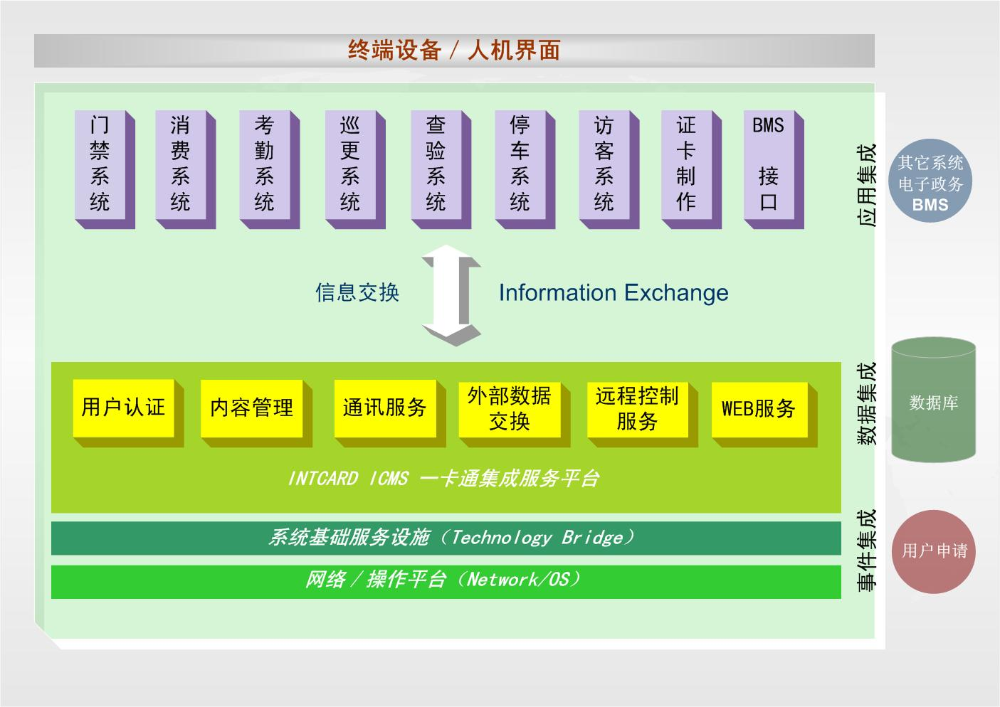 终端设备 / 人机界面
门禁系统
消费系统
考勤系统
巡更系统
查验系统
停车系统
访客系统
证卡制作
BMS 接口
应用集成
其它系统
电子政务
BMS
信息交换
Information Exchange
用户认证
内容管理
通讯服务
外部数据
交换
远程控制
服务
WEB服务
INTCARD ICMS 一卡通集成服务平台
数据集成
数据库
系统基础服务设施（Technology Bridge）
网络 / 操作平台（Network/OS）
事件集成
用户申请